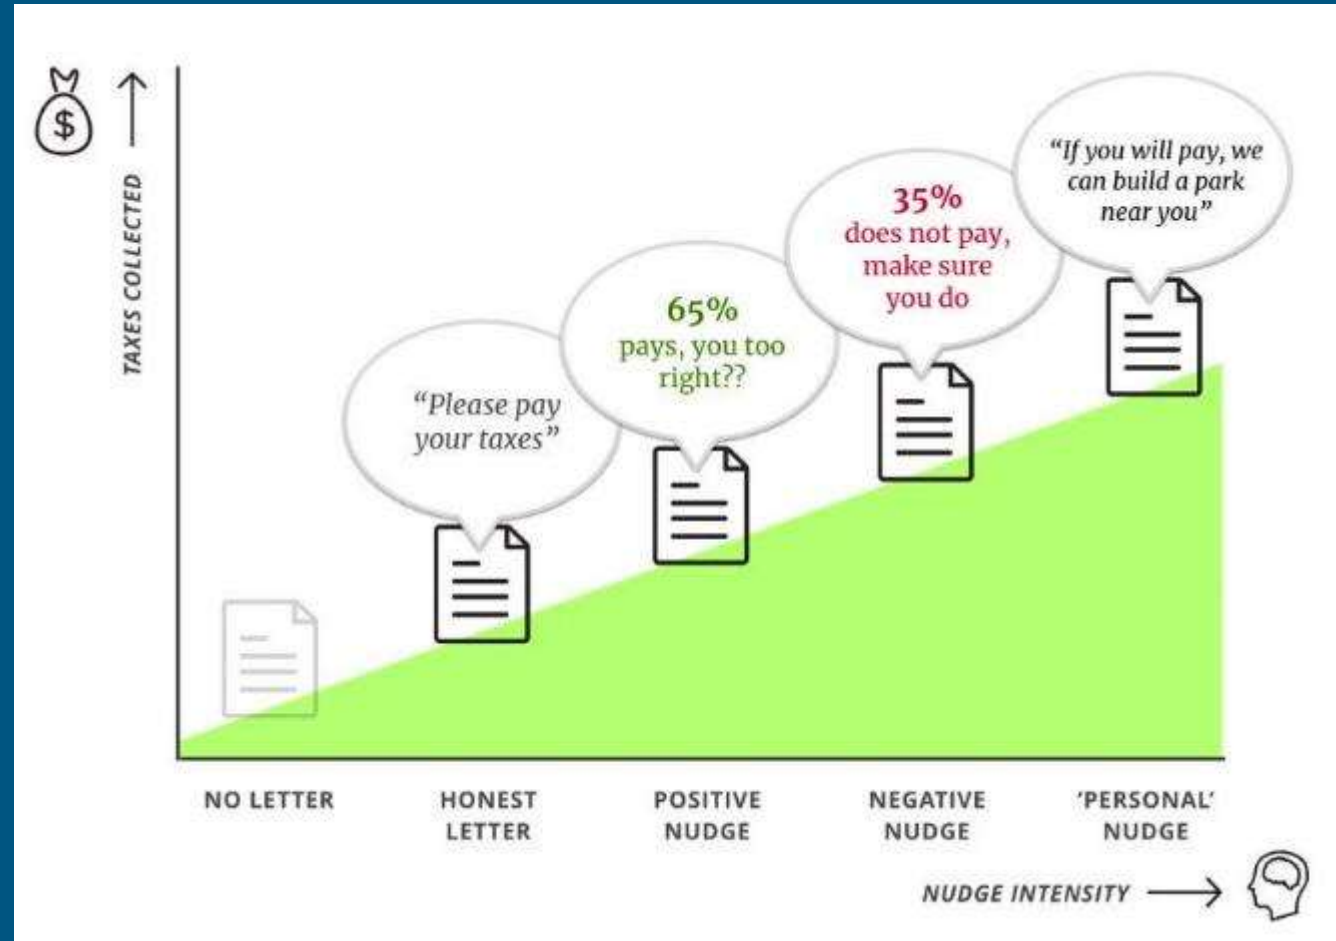 $
TAXES COLLECTED
“Please pay
your taxes”
65%
pays, you too
right??
35%
does not pay,
make sure
you do
“If you will pay, we
can build a park
near you”
NO LETTER
HONEST
LETTER
POSITIVE
NUDGE
NEGATIVE
NUDGE
‘PERSONAL’
NUDGE
NUDGE INTENSITY